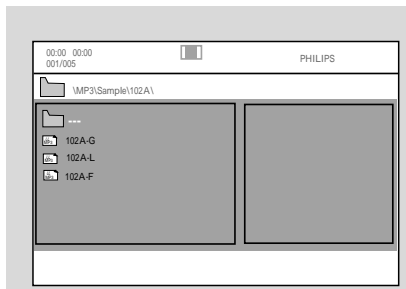 00:00 00:00
001/005
PHILIPS
\MP3\Sample\102A\
---
102A-G
102A-L
102A-F